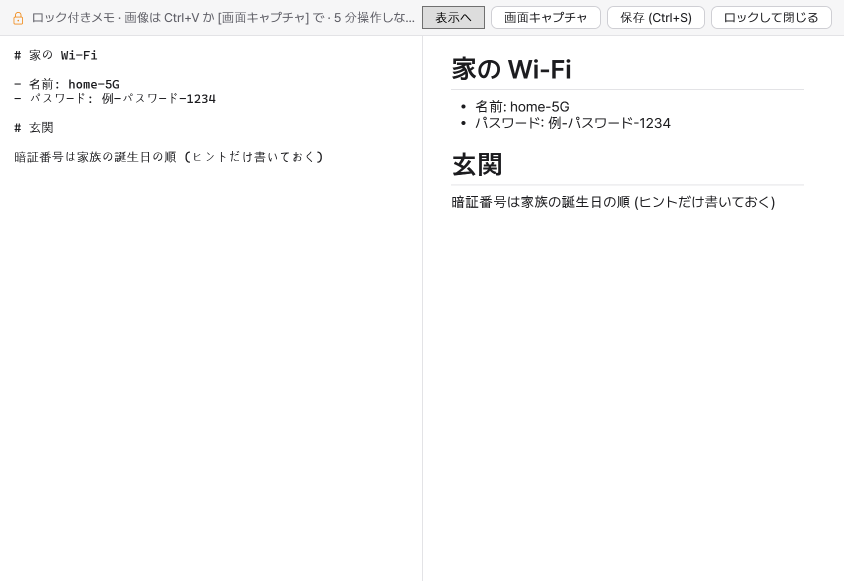 ロック付きメモ · 画像は Ctrl+V か [画面キャプチャ] で · 5 分操作しな...
表示へ
画面キャプチャ
保存 (Ctrl+S)
ロックして閉じる
# 家の Wi-Fi
- 名前: home-5G
- パスワード: 例-パスワード-1234
# 玄関
暗証番号は家族の誕生日の順 (ヒントだけ書いておく)
家の Wi-Fi
• 名前: home-5G
• パスワード: 例-パスワード-1234
玄関
暗証番号は家族の誕生日の順 (ヒントだけ書いておく)